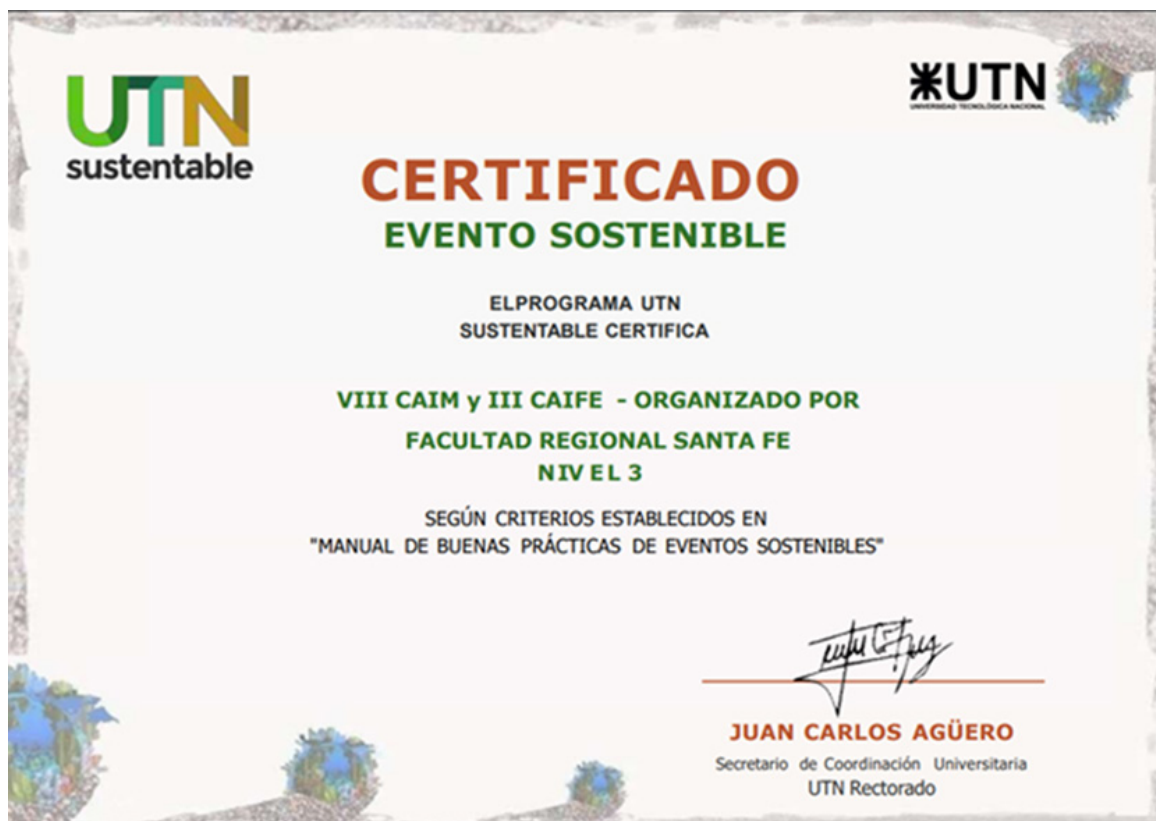 UTN
sustentable
UTN
UNIVERSIDAD TECNOLÓGICA NACIONAL
CERTIFICADO
EVENTO SOSTENIBLE
ELPROGRAMA UTN
SUSTENTABLE CERTIFICA
VIII CAIM y III CAIFE - ORGANIZADO POR
FACULTAD REGIONAL SANTA FE
NIVEL 3
SEGÚN CRITERIOS ESTABLECIDOS EN
"MANUAL DE BUENAS PRÁCTICAS DE EVENTOS SOSTENIBLES"
JUAN CARLOS AGÜERO
Secretario de Coordinación Universitaria
UTN Rectorado